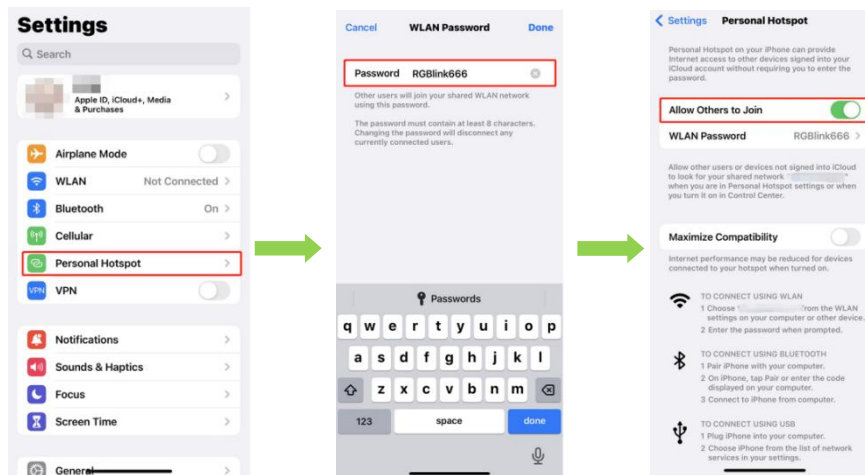 Settings
Search
Apple ID, iCloud+, Media
& Purchases
Airplane Mode
WLAN Not Connected
Bluetooth On
Cellular
Personal Hotspot
VPN VPN
Notifications
Sounds & Haptics
Focus
Screen Time
General
Cancel WLAN Password Done
Password RGBlink666
Other users will join your shared WLAN network
using this password.
The password must contain at least 8 characters.
Changing the password will disconnect any
currently connected users.
Passwords
q w e r t y u i o p
a s d f g h j k l
z x c v b n m
123 space done
Settings Personal Hotspot
Personal Hotspot on your iPhone can provide
Internet access to other devices signed into your
iCloud account without requiring you to enter the
password.
Allow Others to Join
WLAN Password RGBlink666
Allow other users or devices not signed into iCloud
to look for your shared network " "
when you are in Personal Hotspot settings or when
you turn it on in Control Center.
Maximize Compatibility
Internet performance may be reduced for devices
connected to your hotspot when turned on.
TO CONNECT USING WLAN
1 Choose " from the WLAN
settings on your computer or other device.
2 Enter the password when prompted.
TO CONNECT USING BLUETOOTH
1 Pair iPhone with your computer.
2 On iPhone, tap Pair or enter the code
displayed on your computer.
3 Connect to iPhone from computer.
TO CONNECT USING USB
1 Plug iPhone into your computer.
2 Choose iPhone from the list of network
services in your settings.